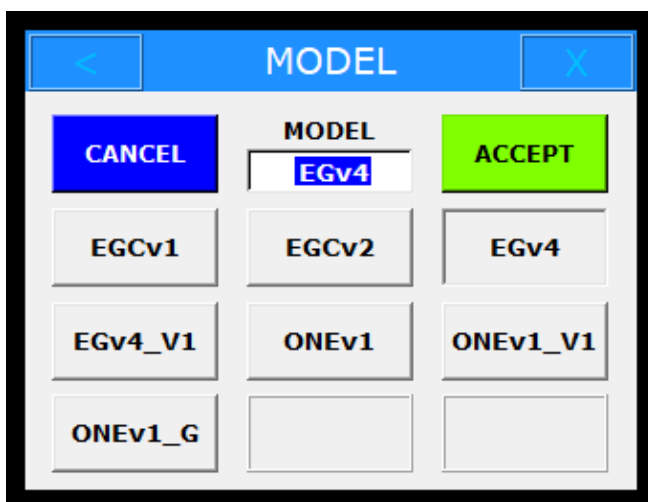 < MODEL X
CANCEL MODEL ACCEPT
EGv4
EGCv1 EGCv2 EGv4
EGv4_V1 ONEv1 ONEv1_V1
ONEv1_G